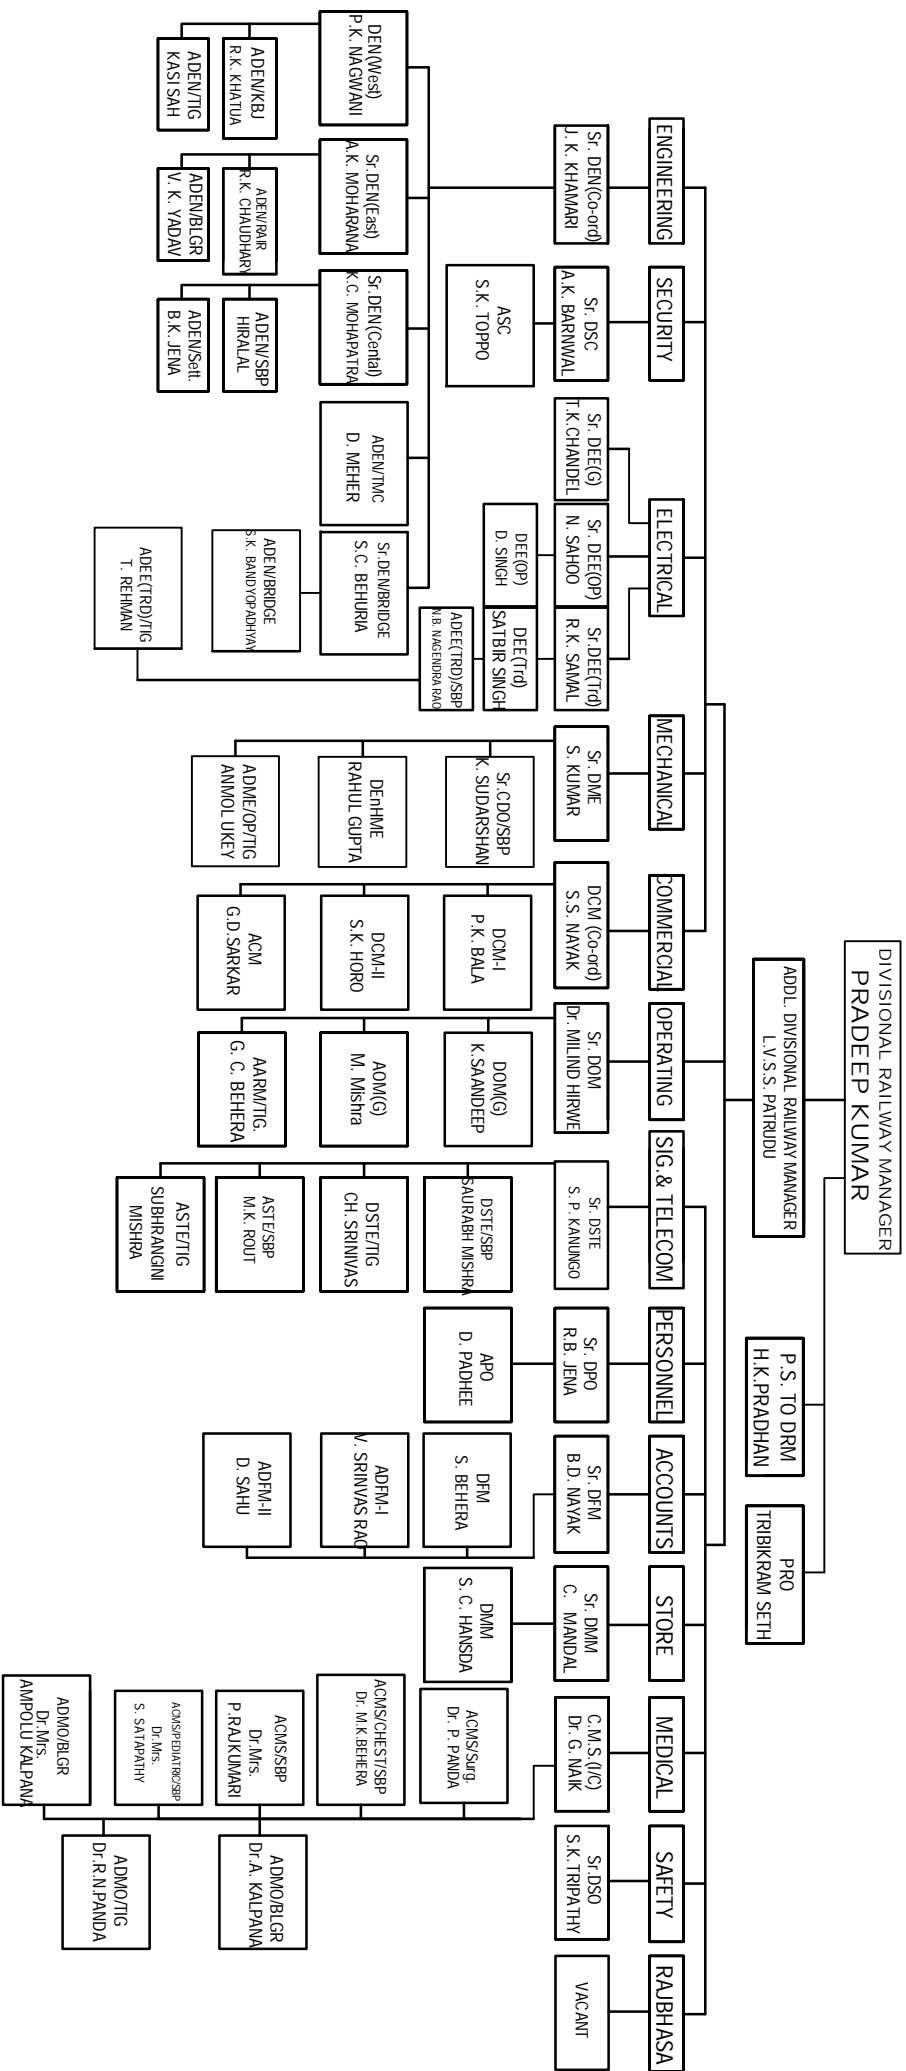 DIVISIONAL RAILWAY MANAGER
PRADEEP KUMAR
ADDL. DIVISIONAL RAILWAY MANAGER
L.V.S.S. PATRUDU
P.S. TO DRM
H.K.PRADHAN
PRO
TRIBIKRAM SETH
ENGINEERING
SECURITY
ELECTRICAL
MECHANICAL
COMMERCIAL
OPERATING
SIG.& TELECOM
PERSONNEL
ACCOUNTS
STORE
MEDICAL
SAFETY
RAJBHASA
Sr. DEN(Co-ord)
J. K. KHAMARI
Sr. DSC
A.K. BARNWAL
Sr. DEE(G)
T.K.CHANDEL
Sr. DEE(OP)
N. SAHOO
Sr.DEE(Trd)
R.K. SAMAL
Sr. DME
S. KUMAR
DCM (Co-ord)
S.S. NAYAK
Sr. DOM
Dr. MILIND HIRWE
Sr. DSTE
S. P. KANUNGO
Sr. DPO
R.B. JENA
Sr. DFM
B.D. NAYAK
Sr. DMM
C. MANDAL
C.M.S.(I/C)
Dr. G. NAIK
Sr.DSO
S.K.TRIPATHY
VACANT
ASC
S.K. TOPPO
DEE(OP)
D. SINGH
DEE(Trd)
SATBIR SINGH
ADEE(TRD)/SBP
N.B. NAGENDRA RAO
Sr.CDO/SBP
K. SUDARSHAN
DCM-I
P.K. BALA
DOM(G)
K.SAANDEEP
DSTE/SBP
SAURABH MISHRA
APO
D. PADHEE
DFM
S. BEHERA
DMM
S. C. HANSDA
ACMS/Surg.
Dr. P. PANDA
DEN(West)
P.K. NAGWANI
Sr.DEN(East)
A.K. MOHARANA
Sr.DEN(Cental)
K.C. MOHAPATRA
ADEN/TMC
D. MEHER
Sr.DEN/BRIDGE
S.C. BEHURIA
DEnHME
RAHUL GUPTA
DCM-II
S.K. HORO
AOM(G)
M. Mishra
DSTE/TIG
CH. SRINIVAS
ADFM-I
V. SRINVAS RAO
ACMS/CHEST/SBP
Dr. M.K.BEHERA
ADEN/KBJ
R.K. KHATUA
ADEN/RAIR
R.K. CHAUDHARY
ADEN/SBP
HIRALAL
ADEN/BRIDGE
S.K. BANDYOPADHYAY
ADME/OP/TIG
ANMOL UKEY
ACM
G.D.SARKAR
AARM/TIG.
G. C. BEHERA
ASTE/SBP
M.K. ROUT
ADFM-II
D. SAHU
ACMS/SBP
Dr.Mrs.
P.RAJKUMARI
ADMO/BLGR
Dr.A. KALPANA
ADEN/TIG
KASI SAH
ADEN/BLGR
V. K. YADAV
ADEN/Sett.
B.K. JENA
ADEE(TRD)/TIG
T. REHMAN
ASTE/TIG
SUBHRANGINI
MISHRA
ACMS/PEDIATRIC/SBP
Dr.Mrs.
S. SATAPATHY
ADMO/TIG
Dr.R.N.PANDA
ADMO/BLGR
Dr.Mrs.
AMPOLU KALPANA